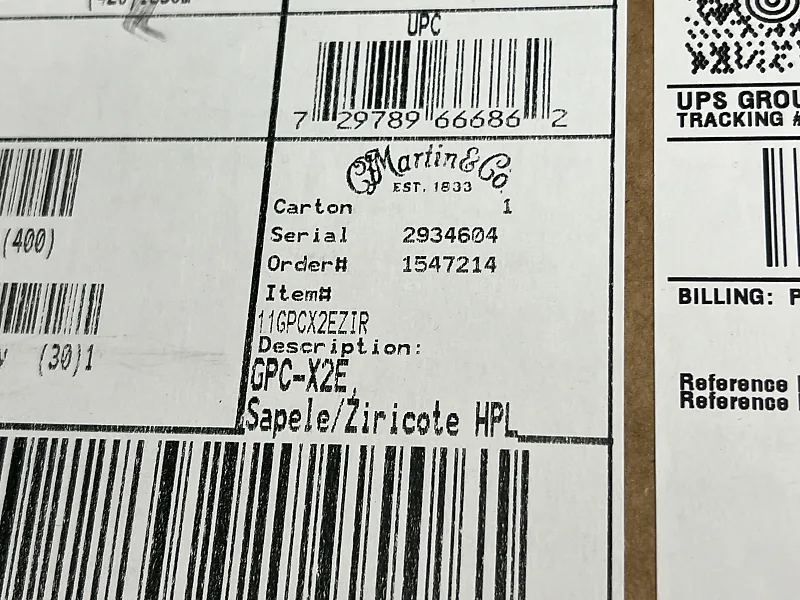 UPC
7 29789 66686 2
C.F. Martin & Co.
EST. 1833
Carton 1
Serial 2934604
Order# 1547214
Item#
11GPCX2EZIR
Description:
GPC-X2E,
Sapele/Ziricote HPL
(400)
(30)1
UPS GROU
TRACKING #
BILLING: P
Reference
Reference